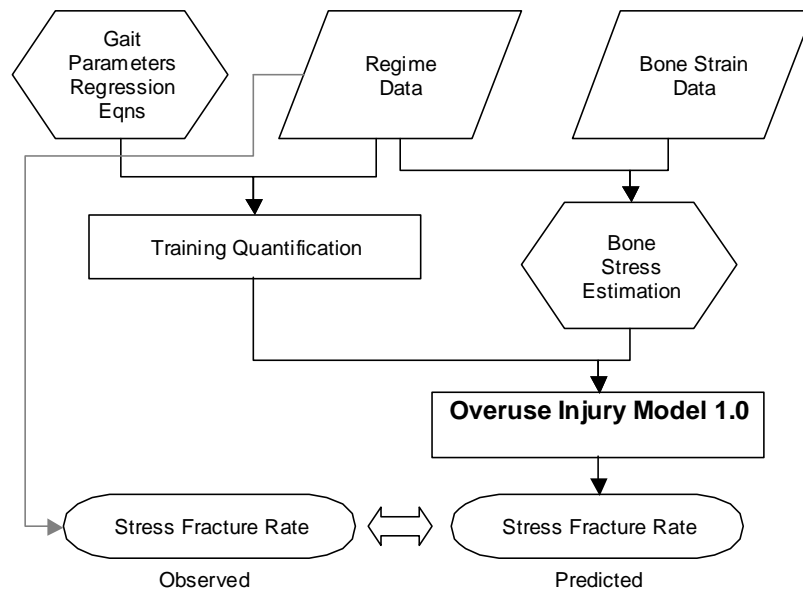 Gait
Parameters
Regression
Eqns
Regime
Data
Bone Strain
Data
Training Quantification
Bone
Stress
Estimation
Overuse Injury Model 1.0
Stress Fracture Rate
Stress Fracture Rate
Observed
Predicted